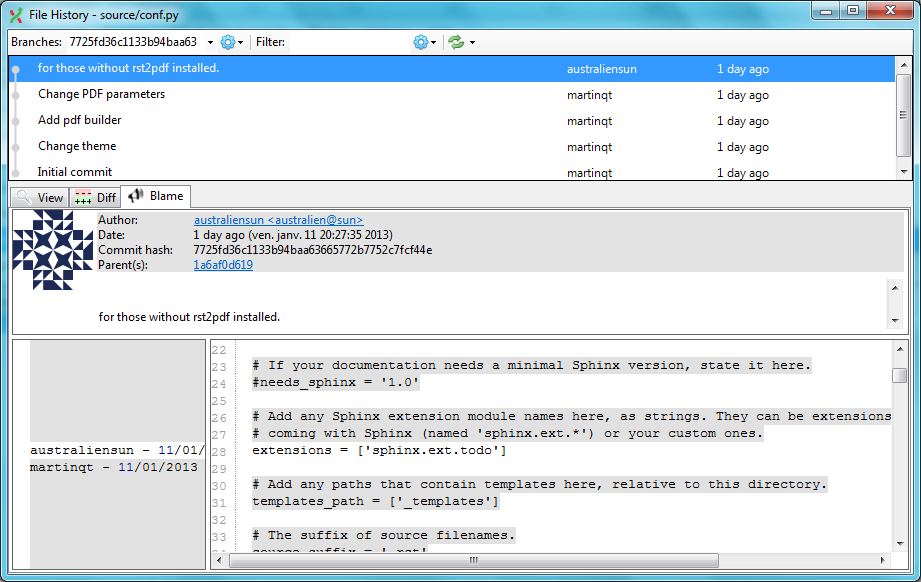 File History - source/conf.py
Branches: 7725fd36c1133b94baa63 Filter:
for those without rst2pdf installed. australiensun 1 day ago
Change PDF parameters martinqt 1 day ago
Add pdf builder martinqt 1 day ago
Change theme martinqt 1 day ago
Initial commit martinqt 1 day ago
View Diff Blame
Author: australiensun <australien@sun>
Date: 1 day ago (ven. janv. 11 20:27:35 2013)
Commit hash: 7725fd36c1133b94baa63665772b7752c7fcf44e
Parent(s): 1a6af0d619
for those without rst2pdf installed.
22
23 # If your documentation needs a minimal Sphinx version, state it here.
24 #needs_sphinx = '1.0'
25
26 # Add any Sphinx extension module names here, as strings. They can be extensions
27 # coming with Sphinx (named 'sphinx.ext.*') or your custom ones.
australiensun - 11/01/ 28 extensions = ['sphinx.ext.todo']
martinqt - 11/01/2013 29
30 # Add any paths that contain templates here, relative to this directory.
31 templates_path = ['_templates']
32
33 # The suffix of source filenames.
34 source_suffix = '.rst'